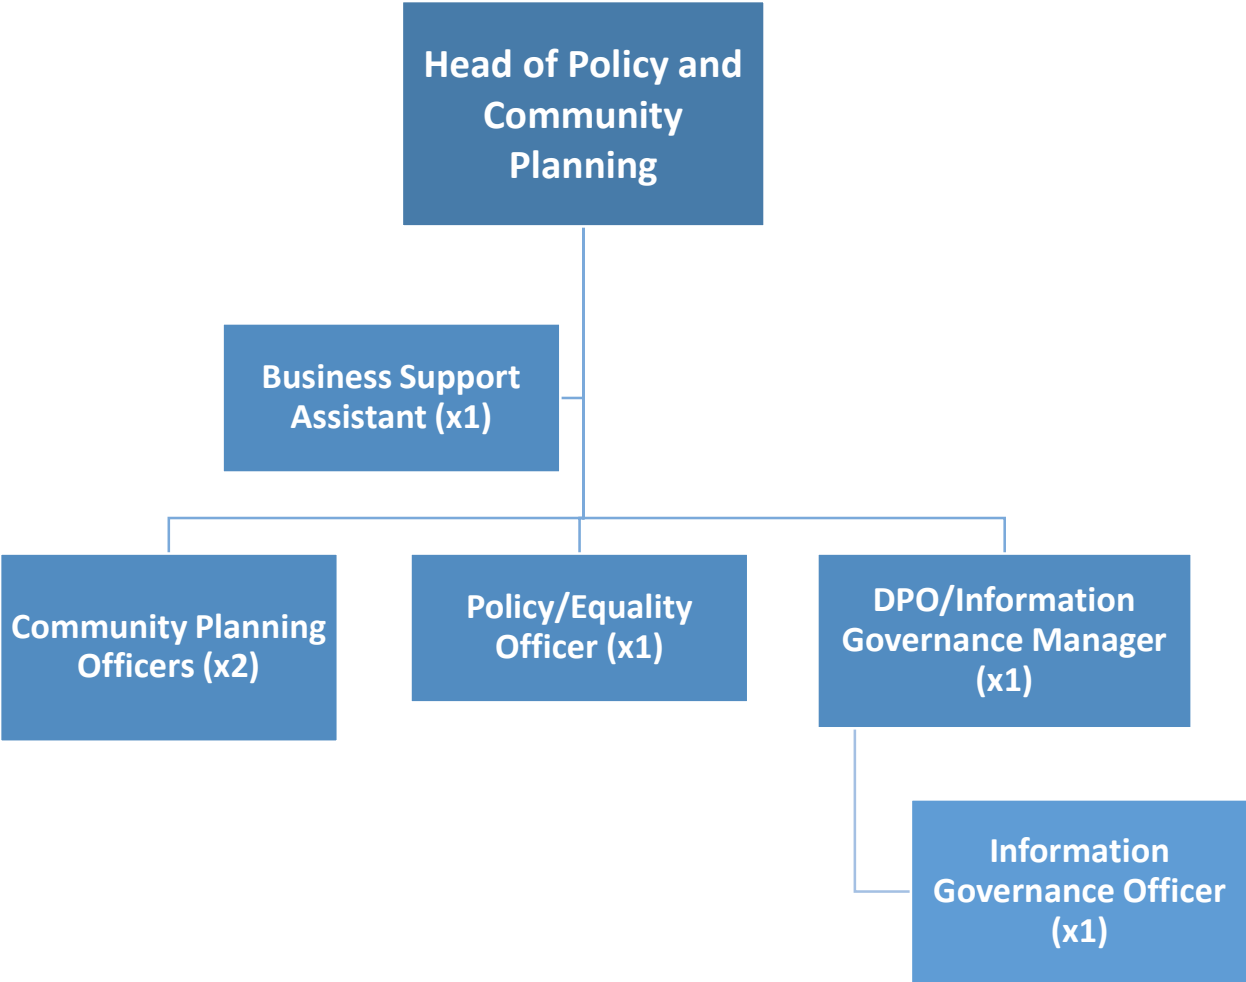 Head of Policy and
Community
Planning
Business Support
Assistant (x1)
Community Planning
Officers (x2)
Policy/Equality
Officer (x1)
DPO/Information
Governance Manager
(x1)
Information
Governance Officer
(x1)